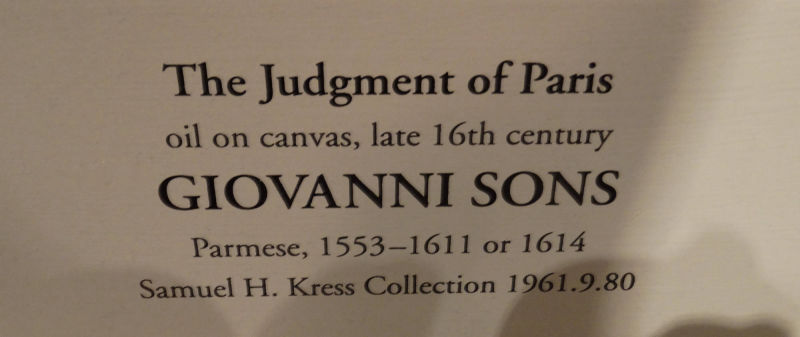 The Judgment of Paris
oil on canvas, late 16th century
GIOVANNI SONS
Parmese, 1553–1611 or 1614
Samuel H. Kress Collection 1961.9.80